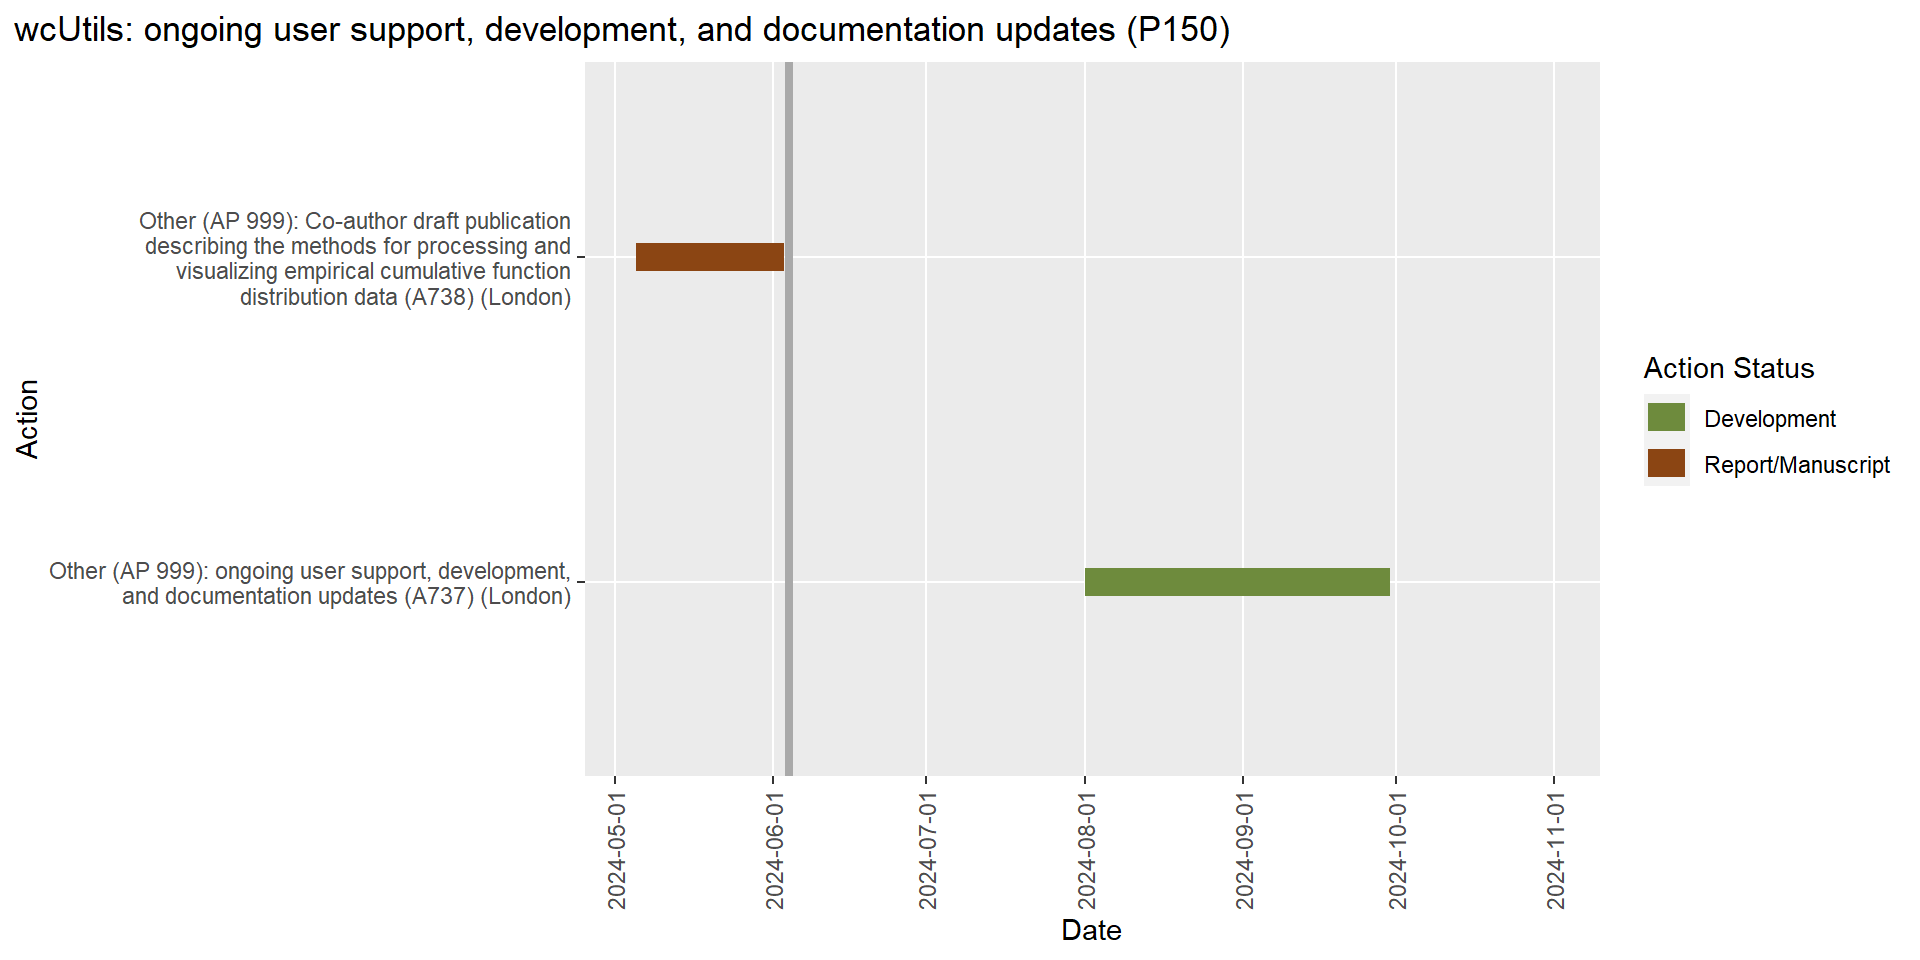 wcUtils: ongoing user support, development, and documentation updates (P150)
Action
Other (AP 999): Co-author draft publication
describing the methods for processing and
visualizing empirical cumulative function
distribution data (A738) (London)
Other (AP 999): ongoing user support, development,
and documentation updates (A737) (London)
2024-05-01
2024-06-01
2024-07-01
2024-08-01
2024-09-01
2024-10-01
2024-11-01
Date
Action Status
Development
Report/Manuscript